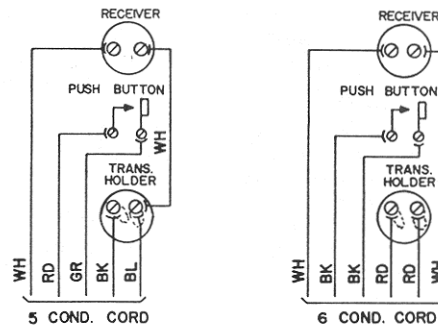 RECEIVER
PUSH BUTTON
WH
TRANS.
HOLDER
WH RD GR BK BL
5 COND. CORD
RECEIVER
PUSH BUTTON
TRANS.
HOLDER
WH BK BK RD RD WH
6 COND. CORD